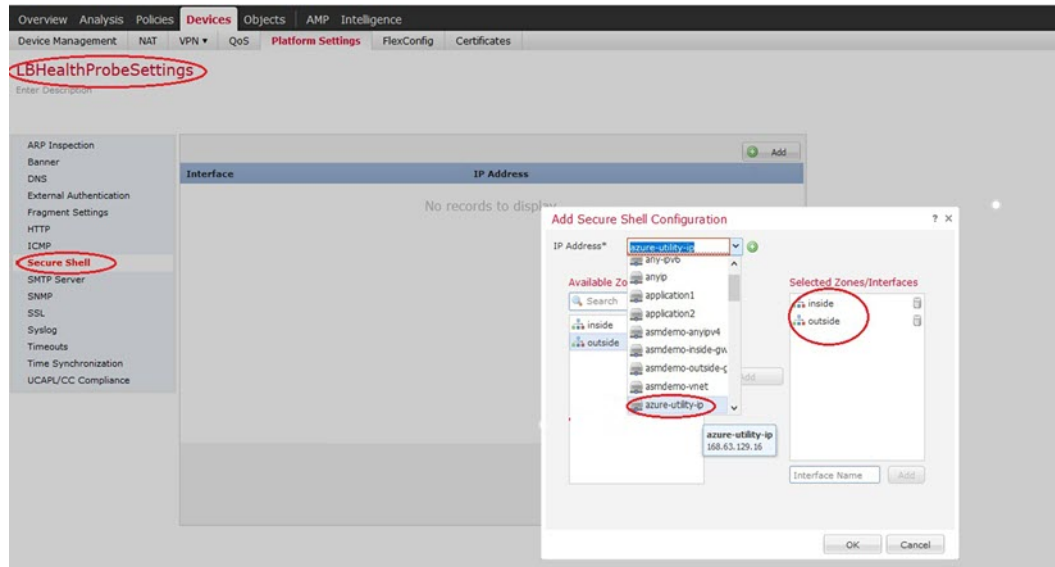 Overview Analysis Policies Devices Objects AMP Intelligence
Device Management NAT VPN QoS Platform Settings FlexConfig Certificates
LBHealthProbeSettings
Enter Description
ARP Inspection
Banner
DNS
External Authentication
Fragment Settings
HTTP
ICMP
Secure Shell
SMTP Server
SNMP
SSL
Syslog
Timeouts
Time Synchronization
UCAPL/CC Compliance
Add
Interface IP Address
No records to display
Add Secure Shell Configuration ? ×
IP Address* azure-utility-ip
Available Zo
Search
inside
outside
any-ipv6
anyip
application1
application2
asmdemo-anyipv4
asmdemo-inside-gw
asmdemo-outside-g
asmdemo-vnet
azure-utility-ip
azure-utility-ip
168.63.129.16
Add
Selected Zones/Interfaces
inside
outside
Interface Name Add
OK Cancel